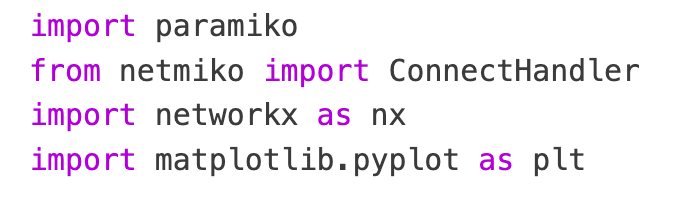 import paramiko
from netmiko import ConnectHandler
import networkx as nx
import matplotlib.pyplot as plt